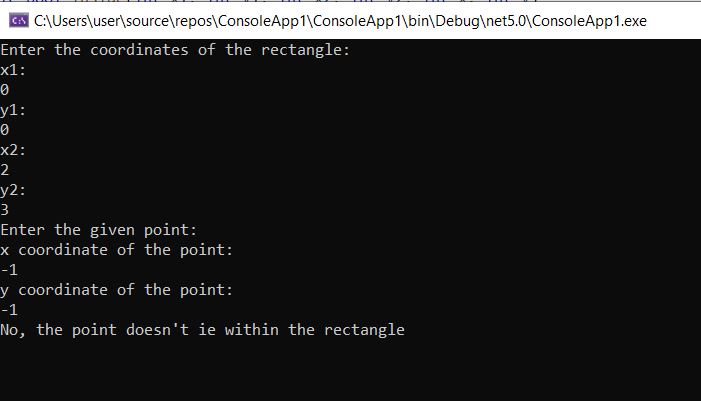 C:\Users\user\source\repos\ConsoleApp1\ConsoleApp1\bin\Debug\net5.0\ConsoleApp1.exe
Enter the coordinates of the rectangle:
x1:
0
y1:
0
x2:
2
y2:
3
Enter the given point:
x coordinate of the point:
-1
y coordinate of the point:
-1
No, the point doesn't ie within the rectangle